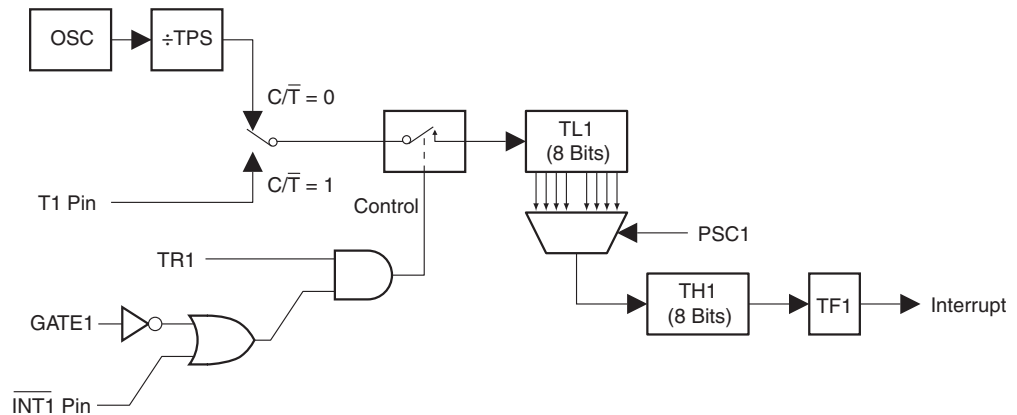 OSC
÷TPS
C/T̅ = 0
TL1
(8 Bits)
C/T̅ = 1
T1 Pin
Control
PSC1
TR1
TH1
(8 Bits)
TF1
Interrupt
GATE1
I̅N̅T̅1̅ Pin